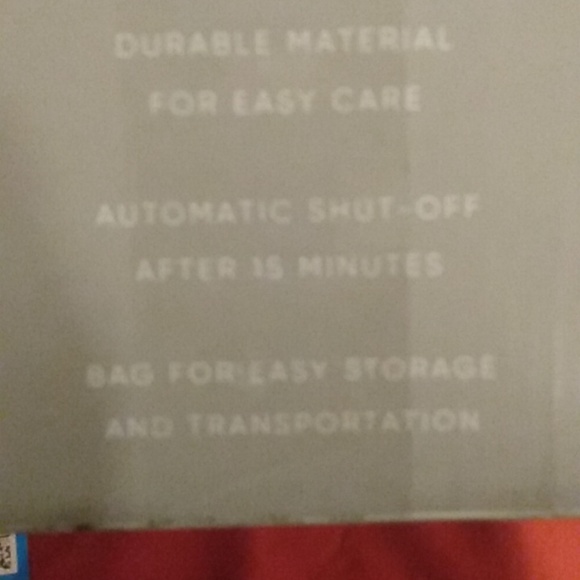 DURABLE MATERIAL
FOR EASY CARE
AUTOMATIC SHUT-OFF
AFTER 15 MINUTES
BAG FOR EASY STORAGE
AND TRANSPORTATION